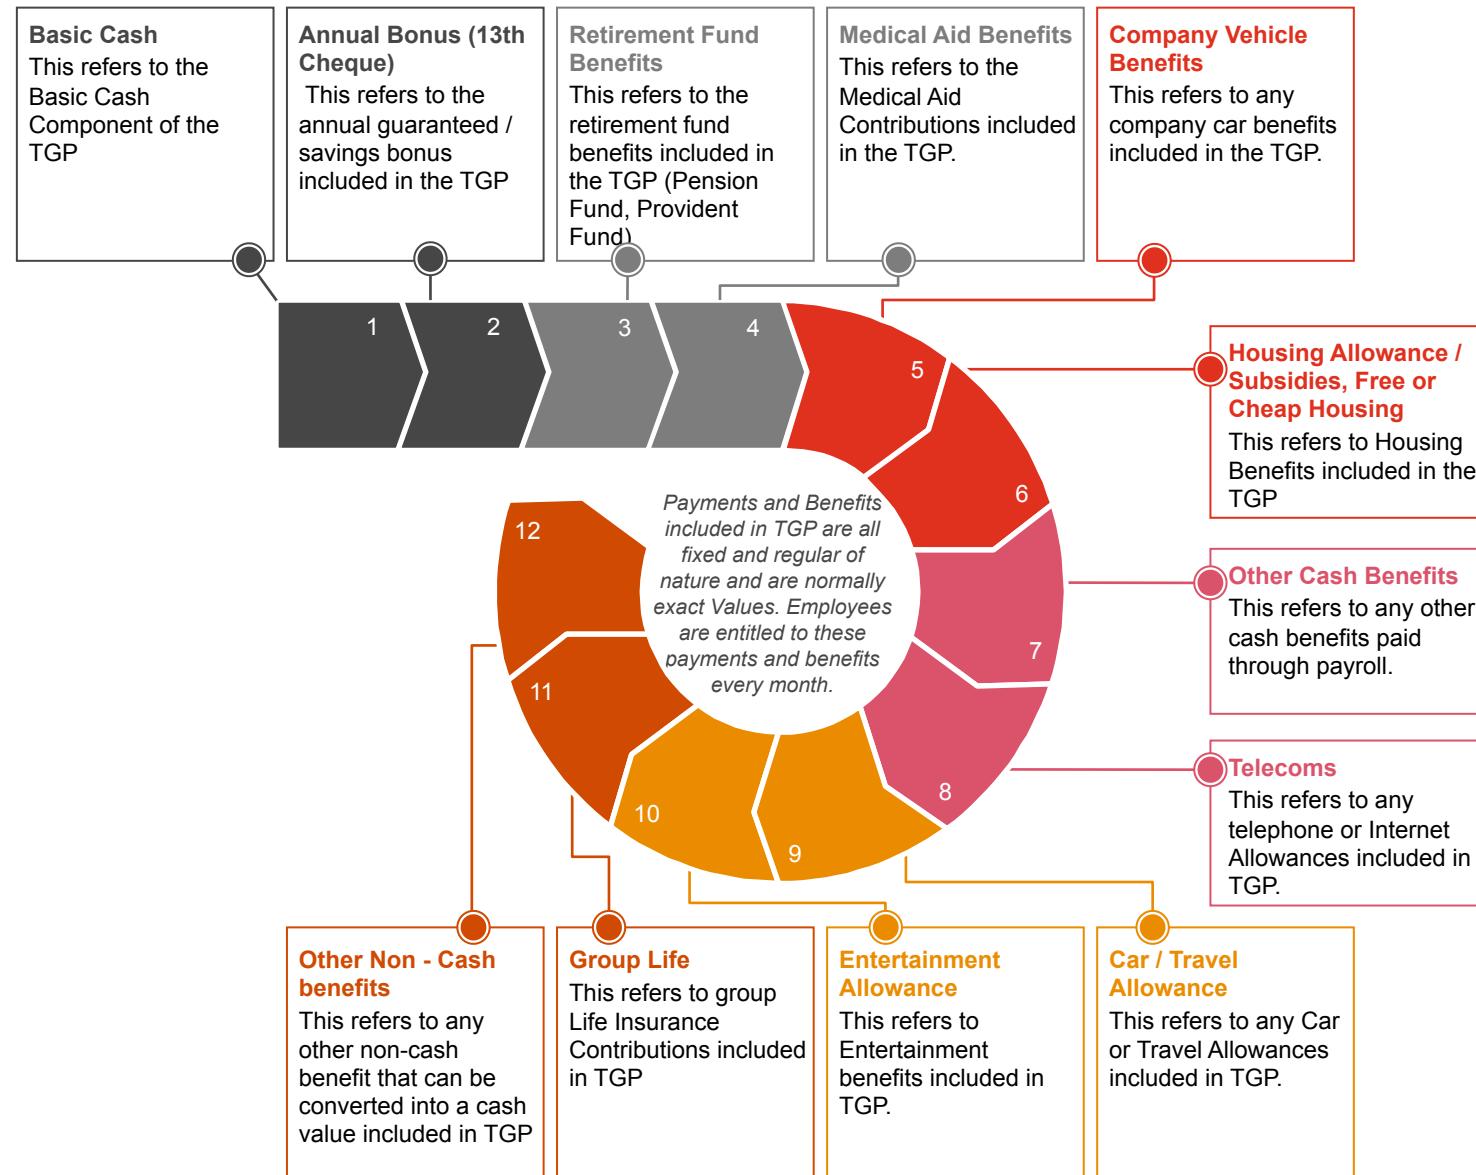 Basic Cash
This refers to the
Basic Cash
Component of the
TGP
Annual Bonus (13th
Cheque)
This refers to the
annual guaranteed /
savings bonus
included in the TGP
Retirement Fund
Benefits
This refers to the
retirement fund
benefits included in
the TGP (Pension
Fund, Provident
Fund)
Medical Aid Benefits
This refers to the
Medical Aid
Contributions included
in the TGP.
Company Vehicle
Benefits
This refers to any
company car benefits
included in the TGP.
1
2
3
4
5
6
7
8
9
10
11
12
Housing Allowance /
Subsidies, Free or
Cheap Housing
This refers to Housing
Benefits included in the
TGP
Payments and Benefits
included in TGP are all
fixed and regular of
nature and are normally
exact Values. Employees
are entitled to these
payments and benefits
every month.
Other Cash Benefits
This refers to any other
cash benefits paid
through payroll.
Telecoms
This refers to any
telephone or Internet
Allowances included in
TGP.
Other Non - Cash
benefits
This refers to any
other non-cash
benefit that can be
converted into a cash
value included in TGP
Group Life
This refers to group
Life Insurance
Contributions included
in TGP
Entertainment
Allowance
This refers to
Entertainment
benefits included in
TGP.
Car / Travel
Allowance
This refers to any Car
or Travel Allowances
included in TGP.